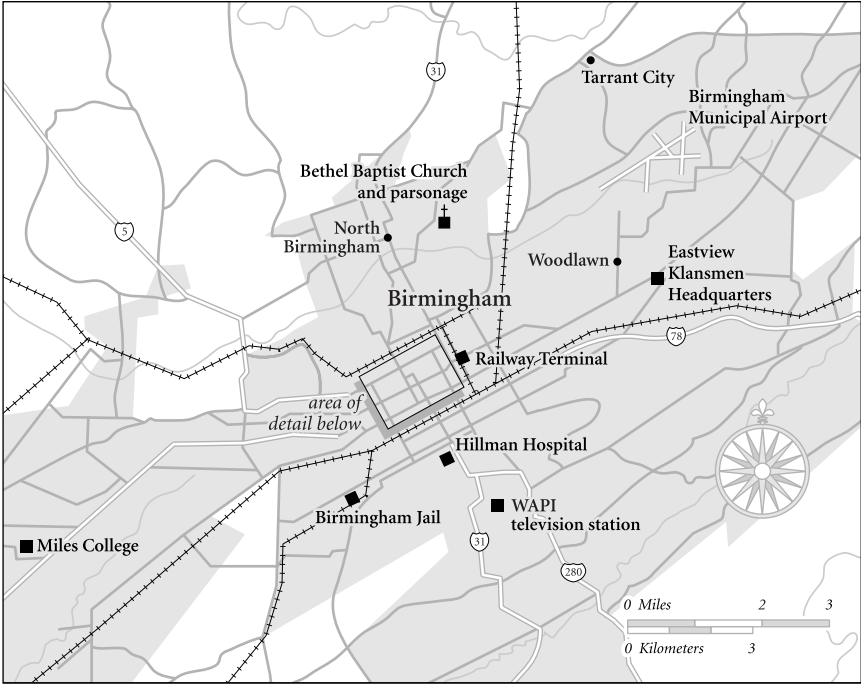 31
Tarrant City
Birmingham
Municipal Airport
Bethel Baptist Church
and parsonage
5
North
Birmingham
Woodlawn
Eastview
Klansmen
Headquarters
Birmingham
78
Railway Terminal
area of
detail below
Hillman Hospital
WAPI
television station
Birmingham Jail
31
Miles College
280
0 Miles 2 3
0 Kilometers 3